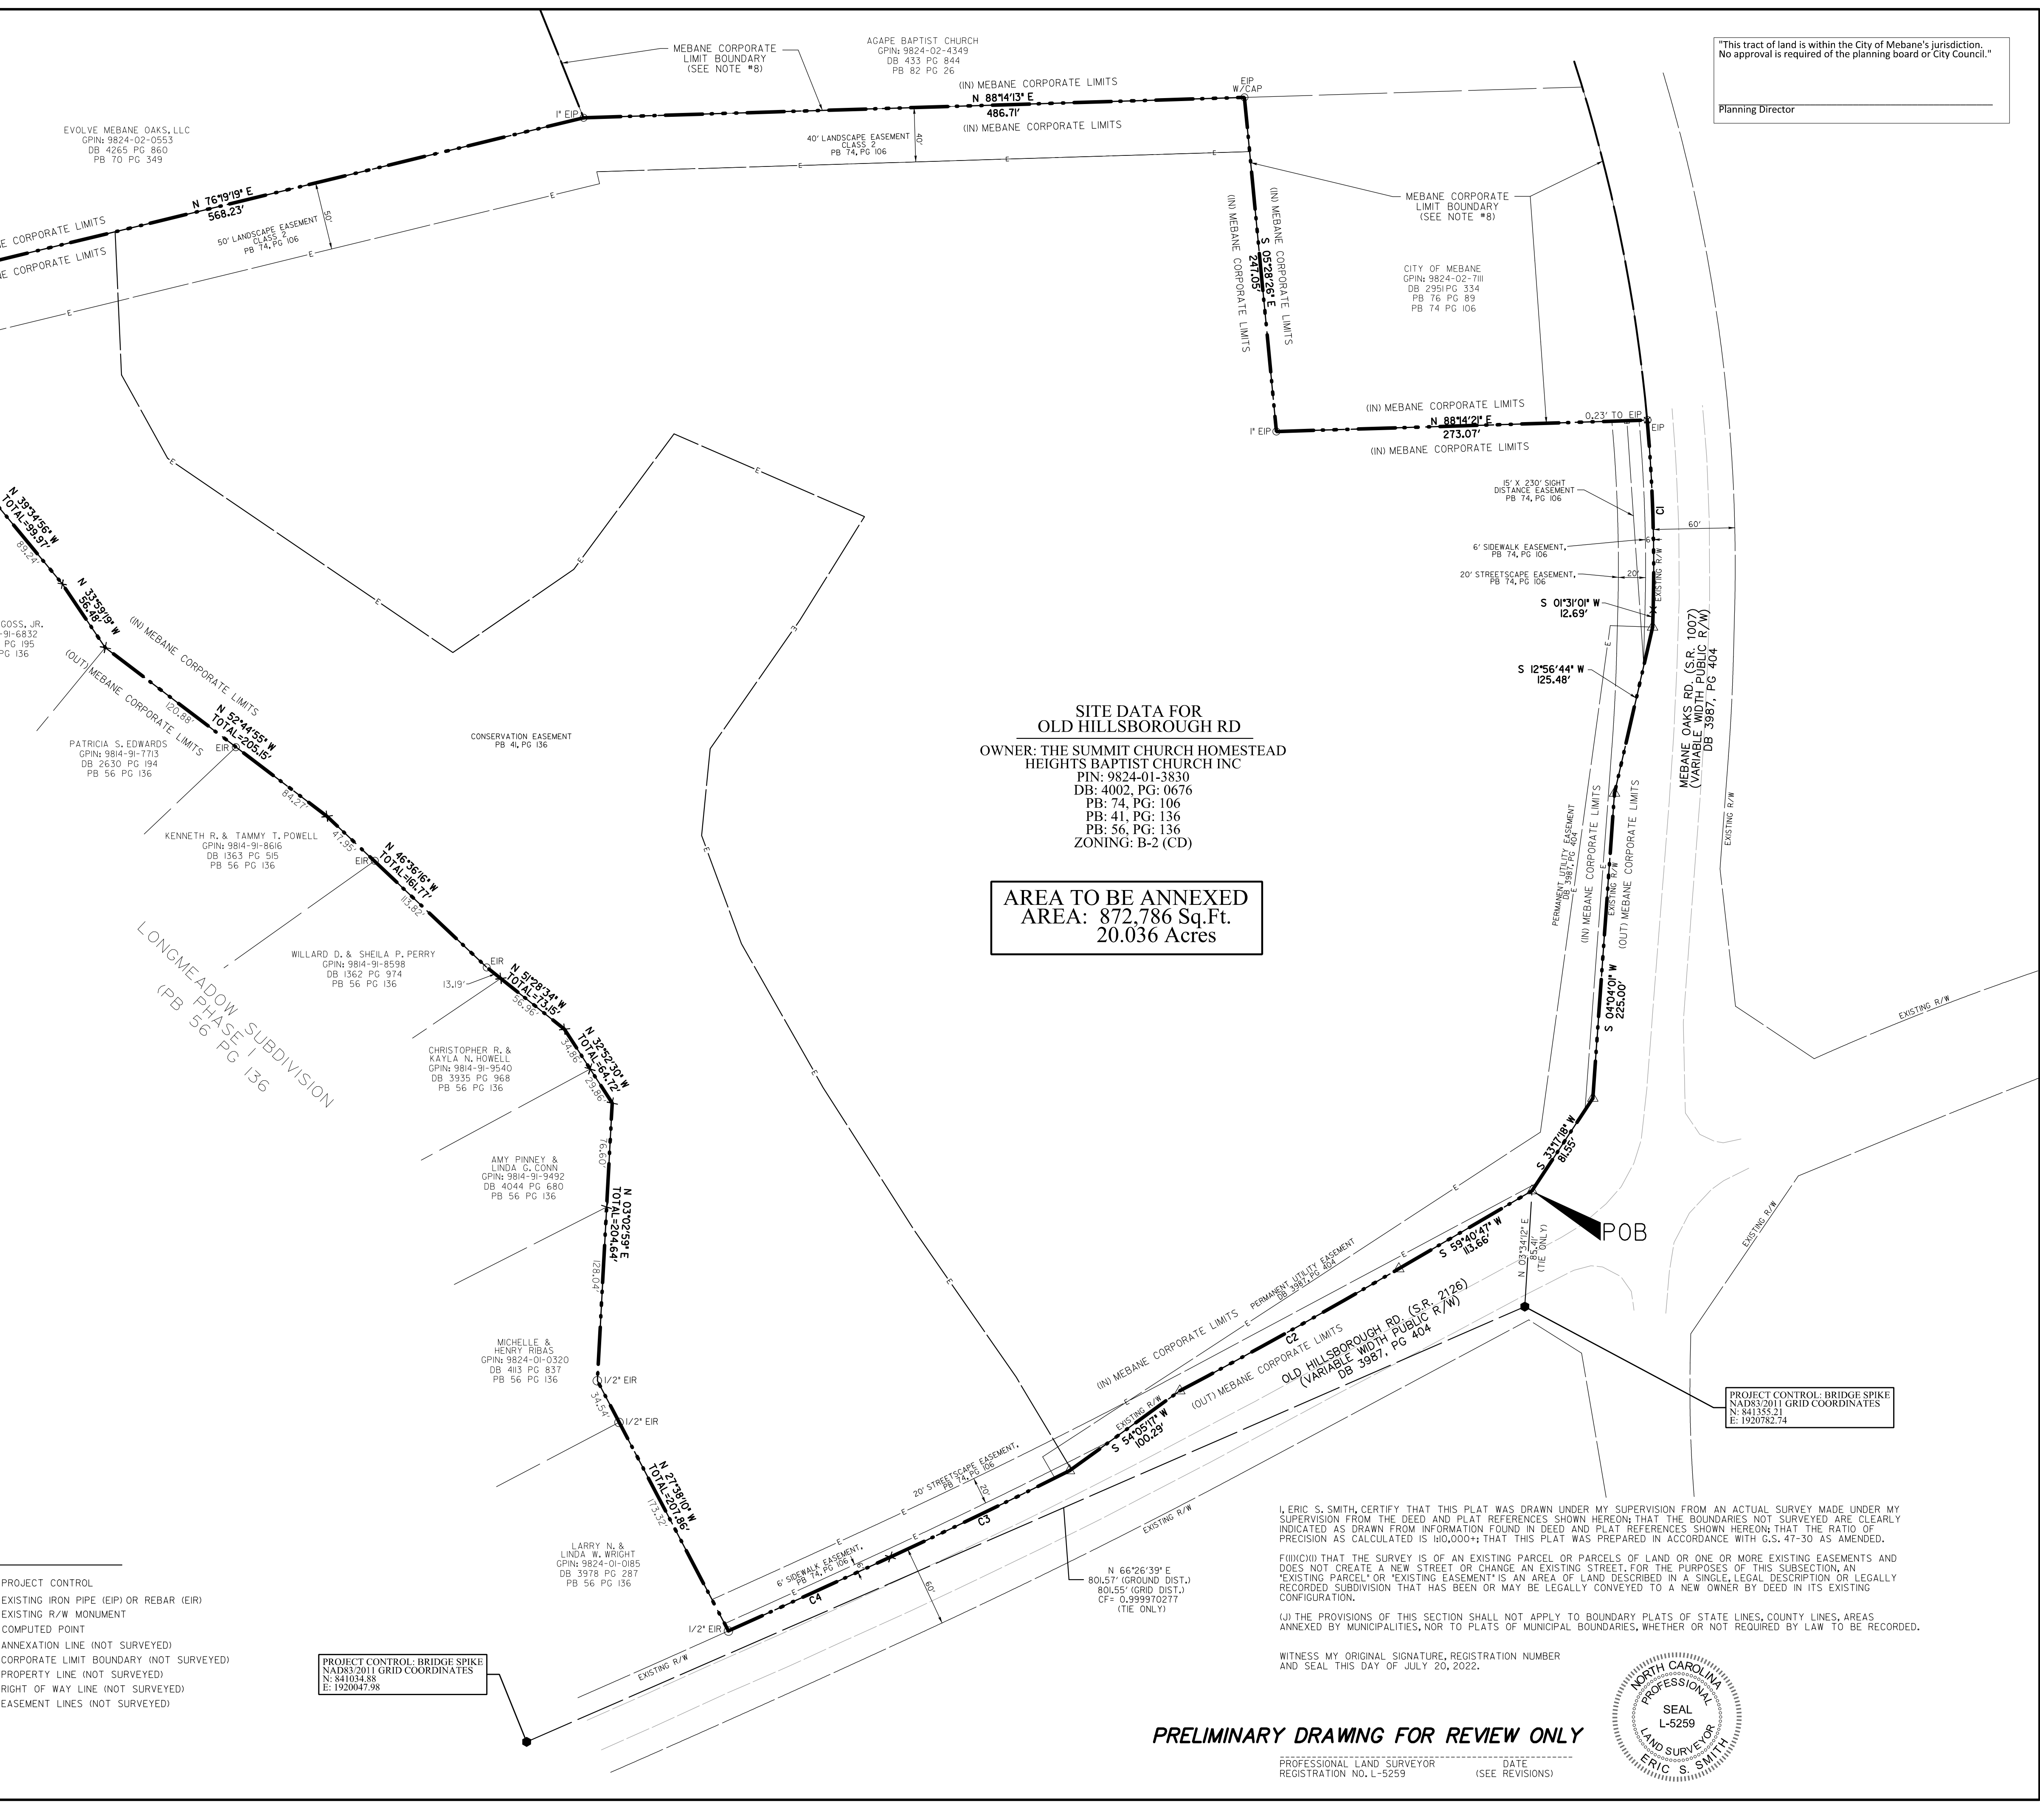 "This tract of land is within the City of Mebane's jurisdiction.
No approval is required of the planning board or City Council."
Planning Director
MEBANE CORPORATE
LIMIT BOUNDARY
(SEE NOTE #8)
AGAPE BAPTIST CHURCH
GPIN: 9824-02-4349
DB 433 PG 844
PB 82 PG 26
(IN) MEBANE CORPORATE LIMITS
N 88°14'13" E
486.71'
(IN) MEBANE CORPORATE LIMITS
EIP
W/CAP
1" EIP
40' LANDSCAPE EASEMENT
CLASS 2
PB 74, PG 106
40'
EVOLVE MEBANE OAKS, LLC
GPIN: 9824-02-0553
DB 4265 PG 860
PB 70 PG 349
N 76°19'19" E
568.23'
50' LANDSCAPE EASEMENT
CLASS 2
PB 74, PG 106
50'
E CORPORATE LIMITS
NE CORPORATE LIMITS
(IN) MEBANE CORPORATE LIMITS
S 05°28'26" E
247.05'
(IN) MEBANE CORPORATE LIMITS
MEBANE CORPORATE
LIMIT BOUNDARY
(SEE NOTE #8)
CITY OF MEBANE
GPIN: 9824-02-7111
DB 2951 PG 334
PB 76 PG 89
PB 74 PG 106
(IN) MEBANE CORPORATE LIMITS
N 88°14'21" E
273.07'
(IN) MEBANE CORPORATE LIMITS
1" EIP
0.23' TO EIP
EIP
15' X 230' SIGHT
DISTANCE EASEMENT
PB 74, PG 106
C1
60'
6' SIDEWALK EASEMENT,
PB 74, PG 106
6'
20' STREETSCAPE EASEMENT,
PB 74, PG 106
20'
EXISTING R/W
S 01°31'01" W
12.69'
S 12°56'44" W
125.48'
MEBANE OAKS RD. (S.R. 1007)
(VARIABLE WIDTH PUBLIC R/W)
DB 3987, PG 404
EXISTING R/W
PERMANENT UTILITY EASEMENT
DB 3987, PG 404
(IN) MEBANE CORPORATE LIMITS
EXISTING R/W
(OUT) MEBANE CORPORATE LIMITS
S 04°04'01" W
225.00'
S 33°17'18" W
81.55'
EXISTING R/W
EXISTING R/W
N 39°34'56" W
TOTAL=99.97'
89.24'
N 33°59'19" W
56.48'
GOSS, JR.
-91-6832
PG 195
PG 136
(IN) MEBANE CORPORATE LIMITS
(OUT) MEBANE CORPORATE LIMITS
N 52°44'55" W
TOTAL=205.15'
120.88'
EIR
84.27'
PATRICIA S. EDWARDS
GPIN: 9814-91-7713
DB 2630 PG 194
PB 56 PG 136
CONSERVATION EASEMENT
PB 41, PG 136
KENNETH R. & TAMMY T. POWELL
GPIN: 9814-91-8616
DB 1363 PG 515
PB 56 PG 136
47.95'
EIR
N 46°36'16" W
TOTAL=161.77'
113.82'
WILLARD D. & SHEILA P. PERRY
GPIN: 9814-91-8598
DB 1362 PG 974
PB 56 PG 136
EIR
13.19'
N 51°28'34" W
TOTAL=73.15'
56.96'
LONGMEADOW SUBDIVISION
PHASE 1
(PB 56 PG 136
CHRISTOPHER R. &
KAYLA N. HOWELL
GPIN: 9814-91-9540
DB 3935 PG 968
PB 56 PG 136
N 32°52'30" W
TOTAL=64.72'
34.86'
29.86'
AMY PINNEY &
LINDA G. CONN
GPIN: 9814-91-9492
DB 4044 PG 680
PB 56 PG 136
76.60'
N 03°02'59" E
TOTAL=204.64'
128.04'
MICHELLE &
HENRY RIBAS
GPIN: 9824-01-0320
DB 4113 PG 837
PB 56 PG 136
1/2" EIR
34.54'
1/2" EIR
N 27°38'10" W
TOTAL=207.86'
173.32'
LARRY N. &
LINDA W. WRIGHT
GPIN: 9824-01-0185
DB 3978 PG 287
PB 56 PG 136
1/2" EIR
SITE DATA FOR
OLD HILLSBOROUGH RD
OWNER: THE SUMMIT CHURCH HOMESTEAD
HEIGHTS BAPTIST CHURCH INC
PIN: 9824-01-3830
DB: 4002, PG: 0676
PB: 74, PG: 106
PB: 41, PG: 136
PB: 56, PG: 136
ZONING: B-2 (CD)
AREA TO BE ANNEXED
AREA: 872,786 Sq.Ft.
20.036 Acres
POB
N 03°34'12" E
85.41'
(TIE ONLY)
S 59°40'47" W
113.66'
PERMANENT UTILITY EASEMENT
DB 3987, PG 404
(IN) MEBANE CORPORATE LIMITS
C2
(OUT) MEBANE CORPORATE LIMITS
OLD HILLSBOROUGH RD. (S.R. 2126)
(VARIABLE WIDTH PUBLIC R/W)
DB 3987, PG 404
EXISTING R/W
S 54°05'17" W
100.29'
20' STREETSCAPE EASEMENT,
PB 74, PG 106
20'
C3
6' SIDEWALK EASEMENT,
PB 74, PG 106
6'
C4
60'
EXISTING R/W
EXISTING R/W
N 66°26'39" E
801.57' (GROUND DIST.)
801.55' (GRID DIST.)
CF= 0.999970277
(TIE ONLY)
PROJECT CONTROL: BRIDGE SPIKE
NAD83/2011 GRID COORDINATES
N: 841355.21
E: 1920782.74
PROJECT CONTROL: BRIDGE SPIKE
NAD83/2011 GRID COORDINATES
N: 841034.88
E: 1920047.98
PROJECT CONTROL
EXISTING IRON PIPE (EIP) OR REBAR (EIR)
EXISTING R/W MONUMENT
COMPUTED POINT
ANNEXATION LINE (NOT SURVEYED)
CORPORATE LIMIT BOUNDARY (NOT SURVEYED)
PROPERTY LINE (NOT SURVEYED)
RIGHT OF WAY LINE (NOT SURVEYED)
EASEMENT LINES (NOT SURVEYED)
I, ERIC S. SMITH, CERTIFY THAT THIS PLAT WAS DRAWN UNDER MY SUPERVISION FROM AN ACTUAL SURVEY MADE UNDER MY
SUPERVISION FROM THE DEED AND PLAT REFERENCES SHOWN HEREON; THAT THE BOUNDARIES NOT SURVEYED ARE CLEARLY
INDICATED AS DRAWN FROM INFORMATION FOUND IN DEED AND PLAT REFERENCES SHOWN HEREON; THAT THE RATIO OF
PRECISION AS CALCULATED IS 1:10,000+; THAT THIS PLAT WAS PREPARED IN ACCORDANCE WITH G.S. 47-30 AS AMENDED.
F(11)(C)(1) THAT THE SURVEY IS OF AN EXISTING PARCEL OR PARCELS OF LAND OR ONE OR MORE EXISTING EASEMENTS AND
DOES NOT CREATE A NEW STREET OR CHANGE AN EXISTING STREET. FOR THE PURPOSES OF THIS SUBSECTION, AN
"EXISTING PARCEL" OR "EXISTING EASEMENT" IS AN AREA OF LAND DESCRIBED IN A SINGLE, LEGAL DESCRIPTION OR LEGALLY
RECORDED SUBDIVISION THAT HAS BEEN OR MAY BE LEGALLY CONVEYED TO A NEW OWNER BY DEED IN ITS EXISTING
CONFIGURATION.
(J) THE PROVISIONS OF THIS SECTION SHALL NOT APPLY TO BOUNDARY PLATS OF STATE LINES, COUNTY LINES, AREAS
ANNEXED BY MUNICIPALITIES, NOR TO PLATS OF MUNICIPAL BOUNDARIES, WHETHER OR NOT REQUIRED BY LAW TO BE RECORDED.
WITNESS MY ORIGINAL SIGNATURE, REGISTRATION NUMBER
AND SEAL THIS DAY OF JULY 20, 2022.
PRELIMINARY DRAWING FOR REVIEW ONLY
PROFESSIONAL LAND SURVEYOR DATE
REGISTRATION NO. L-5259 (SEE REVISIONS)
NORTH CAROLINA
PROFESSIONAL
SEAL
L-5259
LAND SURVEYOR
ERIC S. SMITH